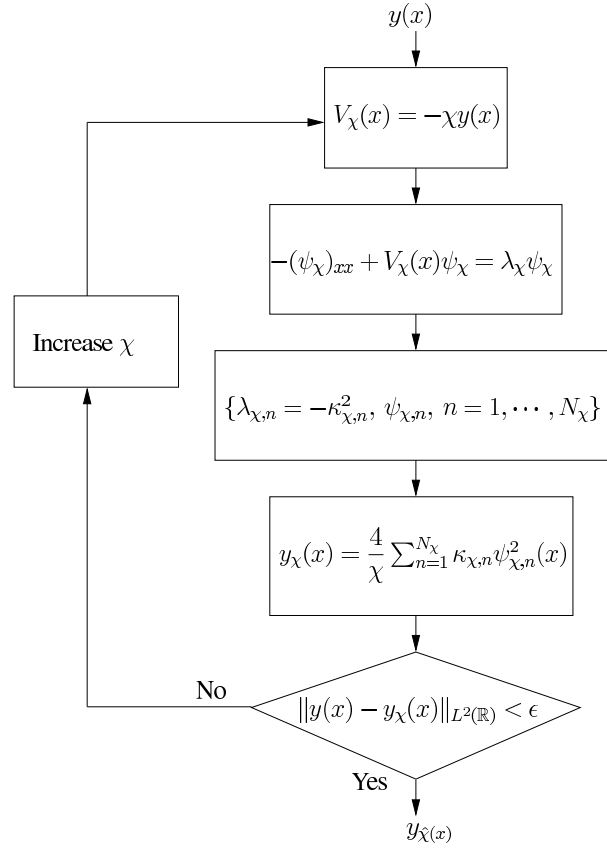 y(x)
V_χ(x) = −χy(x)
−(ψ_χ)_xx + V_χ(x)ψ_χ = λ_χψ_χ
Increase χ
{λ_χ,n = −κ²_χ,n, ψ_χ,n, n = 1, ⋯ , N_χ}
y_χ(x) = 4/χ ∑_{n=1}^{N_χ} κ_χ,n ψ²_χ,n(x)
No
‖y(x) − y_χ(x)‖_{L²(ℝ)} < ϵ
Yes
y_χ̂(x)